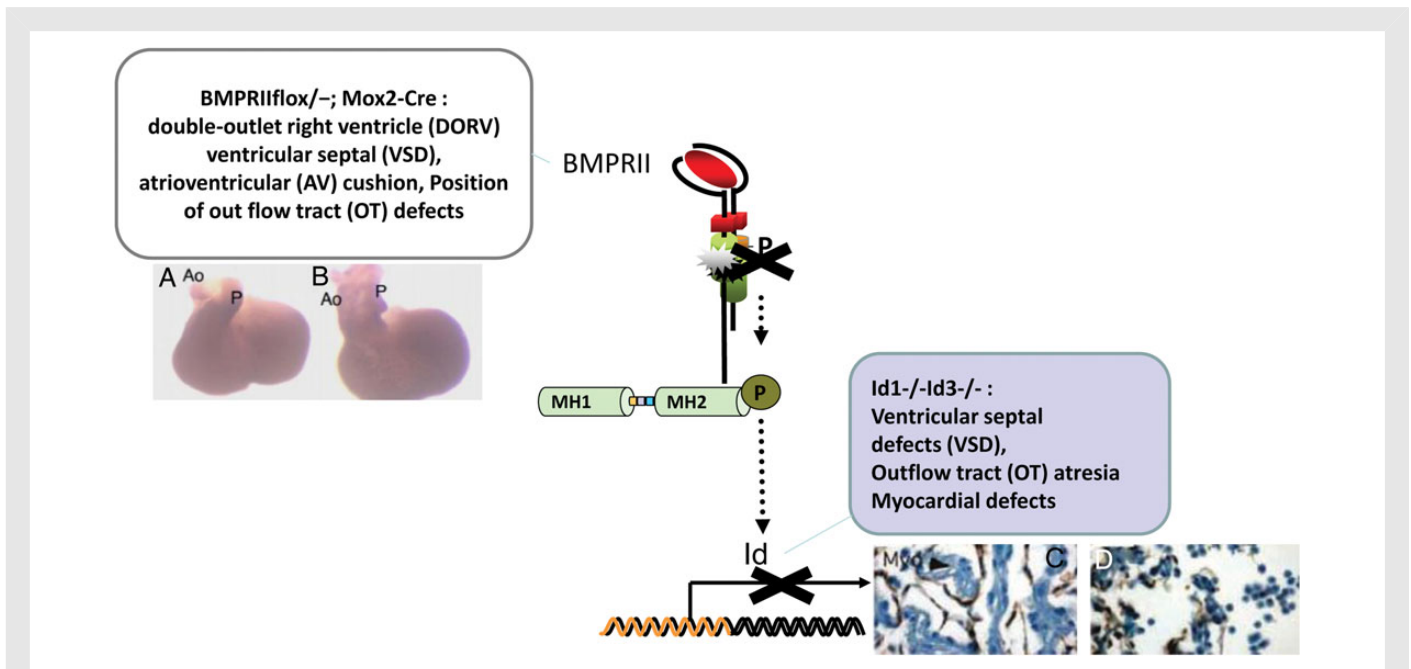 BMPRIIflox/−; Mox2-Cre :
double-outlet right ventricle (DORV)
ventricular septal (VSD),
atrioventricular (AV) cushion, Position
of out flow tract (OT) defects
BMPRII
P
A
Ao
P
B
Ao
P
MH1
MH2
P
Id1-/-Id3-/- :
Ventricular septal
defects (VSD),
Outflow tract (OT) atresia
Myocardial defects
Id
Myo
C
D